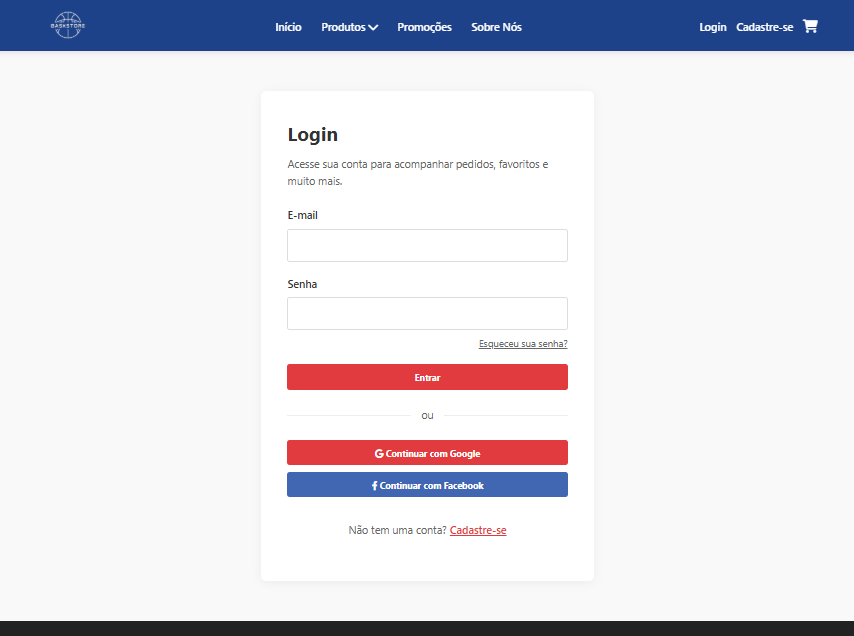 BASKSTORE
Início Produtos Promoções Sobre Nós Login Cadastre-se
Login
Acesse sua conta para acompanhar pedidos, favoritos e
muito mais.
E-mail
Senha
Esqueceu sua senha?
Entrar
ou
Continuar com Google
Continuar com Facebook
Não tem uma conta? Cadastre-se